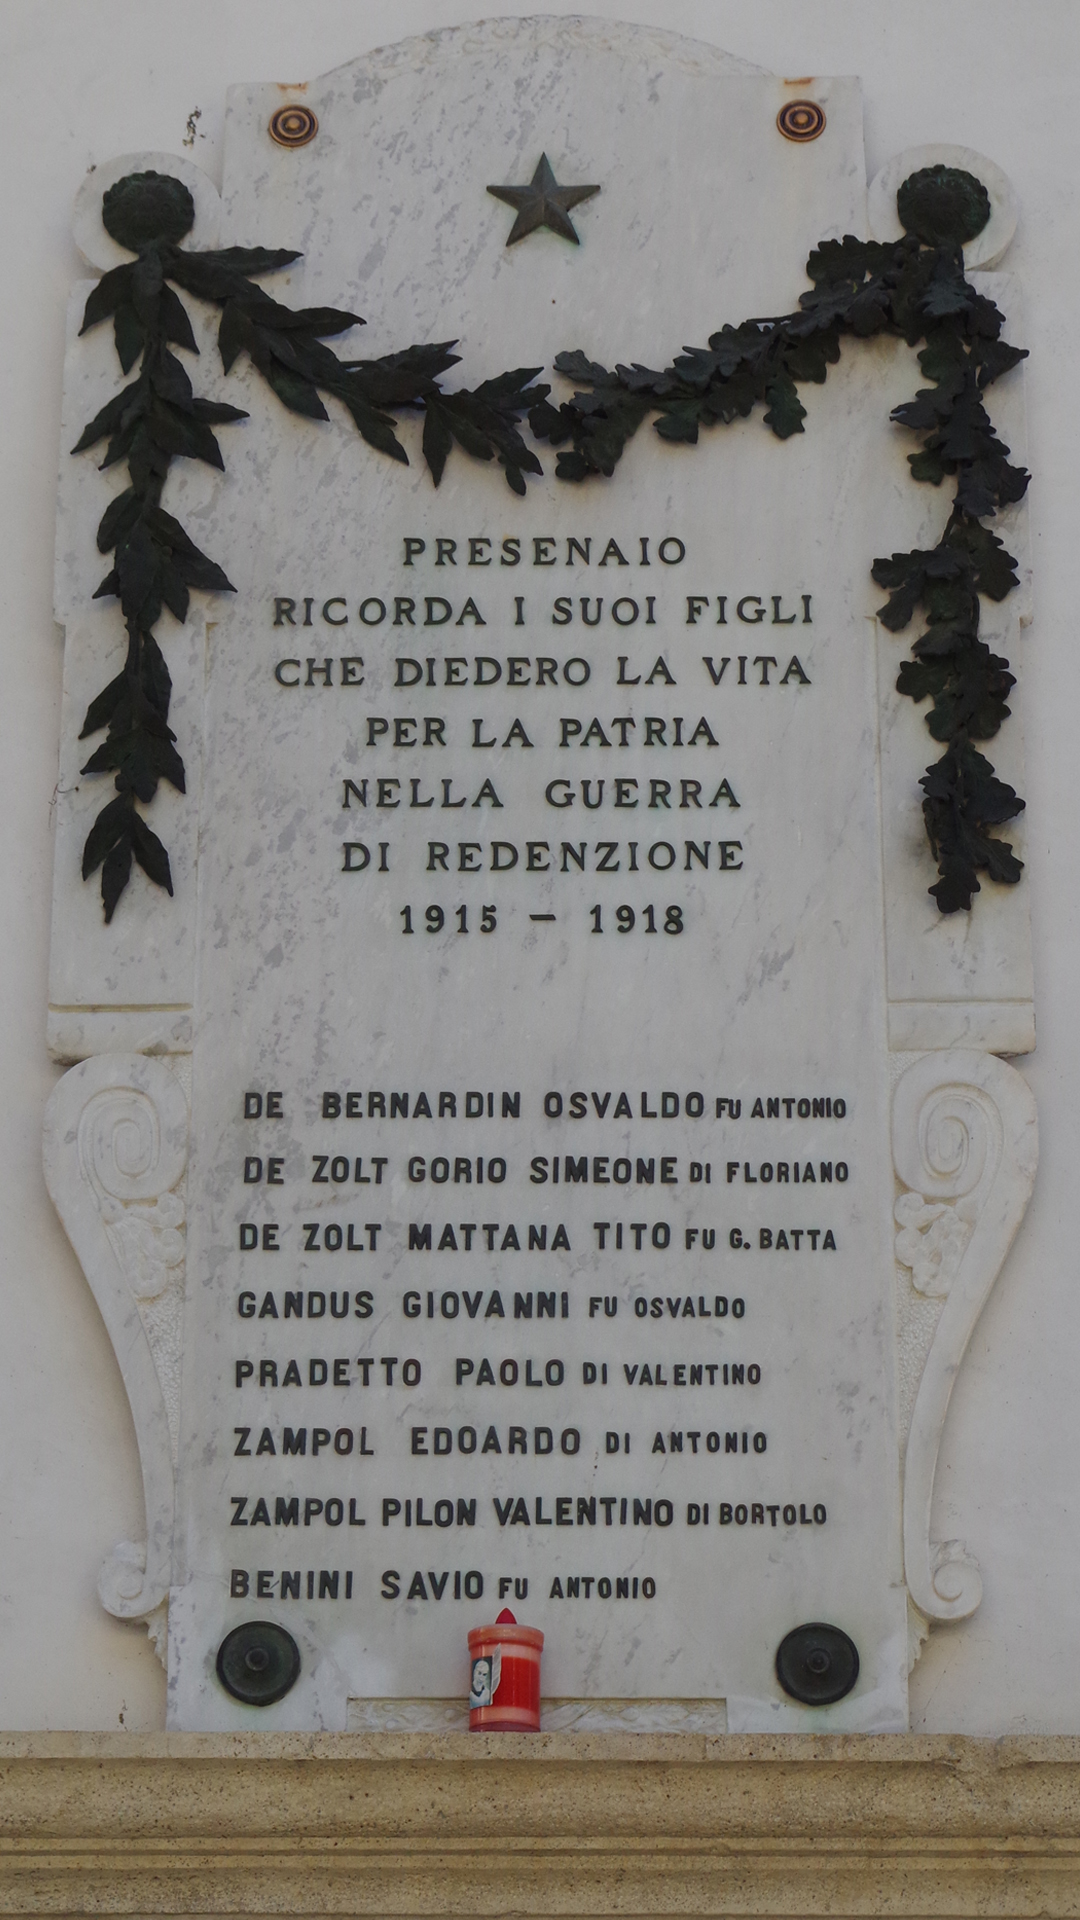 PRESENAIO
RICORDA I SUOI FIGLI
CHE DIEDERO LA VITA
PER LA PATRIA
NELLA GUERRA
DI REDENZIONE
1915 – 1918
DE BERNARDIN OSVALDO FU ANTONIO
DE ZOLT GORIO SIMEONE DI FLORIANO
DE ZOLT MATTANA TITO FU G. BATTA
GANDUS GIOVANNI FU OSVALDO
PRADETTO PAOLO DI VALENTINO
ZAMPOL EDOARDO DI ANTONIO
ZAMPOL PILON VALENTINO DI BORTOLO
BENINI SAVIO FU ANTONIO